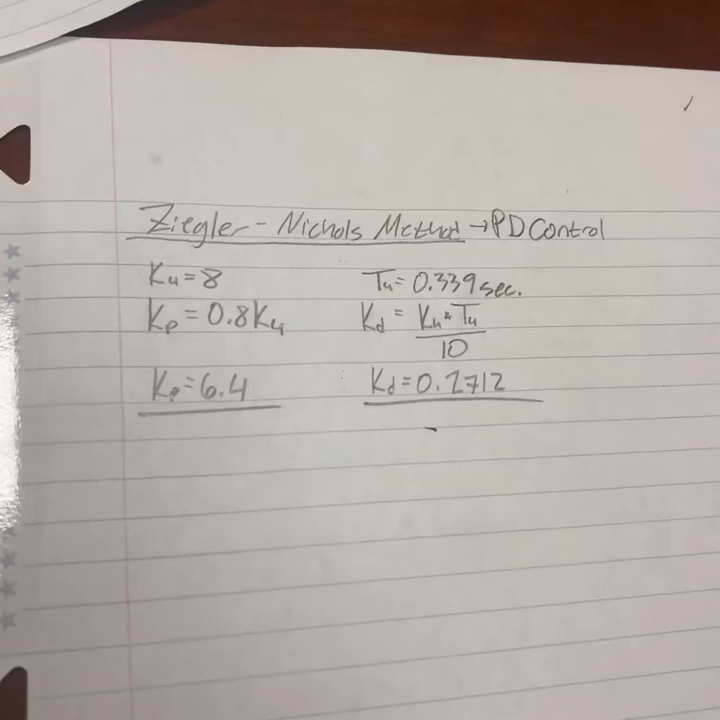 Ziegler - Nichols Method → PD Control
Ku = 8 Tu = 0.339 sec.
Kp = 0.8Ku Kd = Ku * Tu / 10
Kp = 6.4 Kd = 0.2712